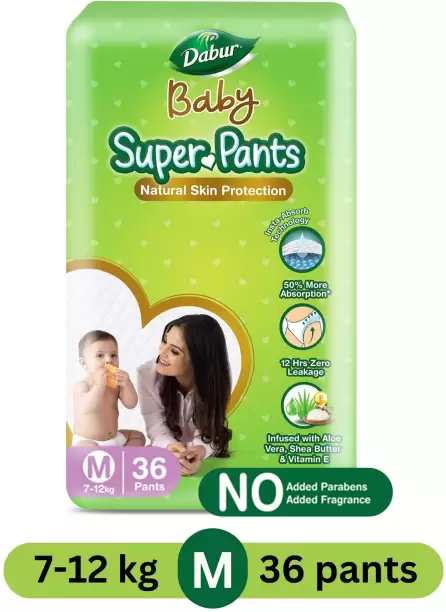 Dabur
Baby
Super Pants
Natural Skin Protection
Insta-Absorb
Technology
50% More
Absorption*
12 Hrs Zero
Leakage
Infused with Aloe
Vera, Shea Butter
& Vitamin E
M
7-12kg
36
Pants
NO Added Parabens
Added Fragrance
7-12 kg M 36 pants